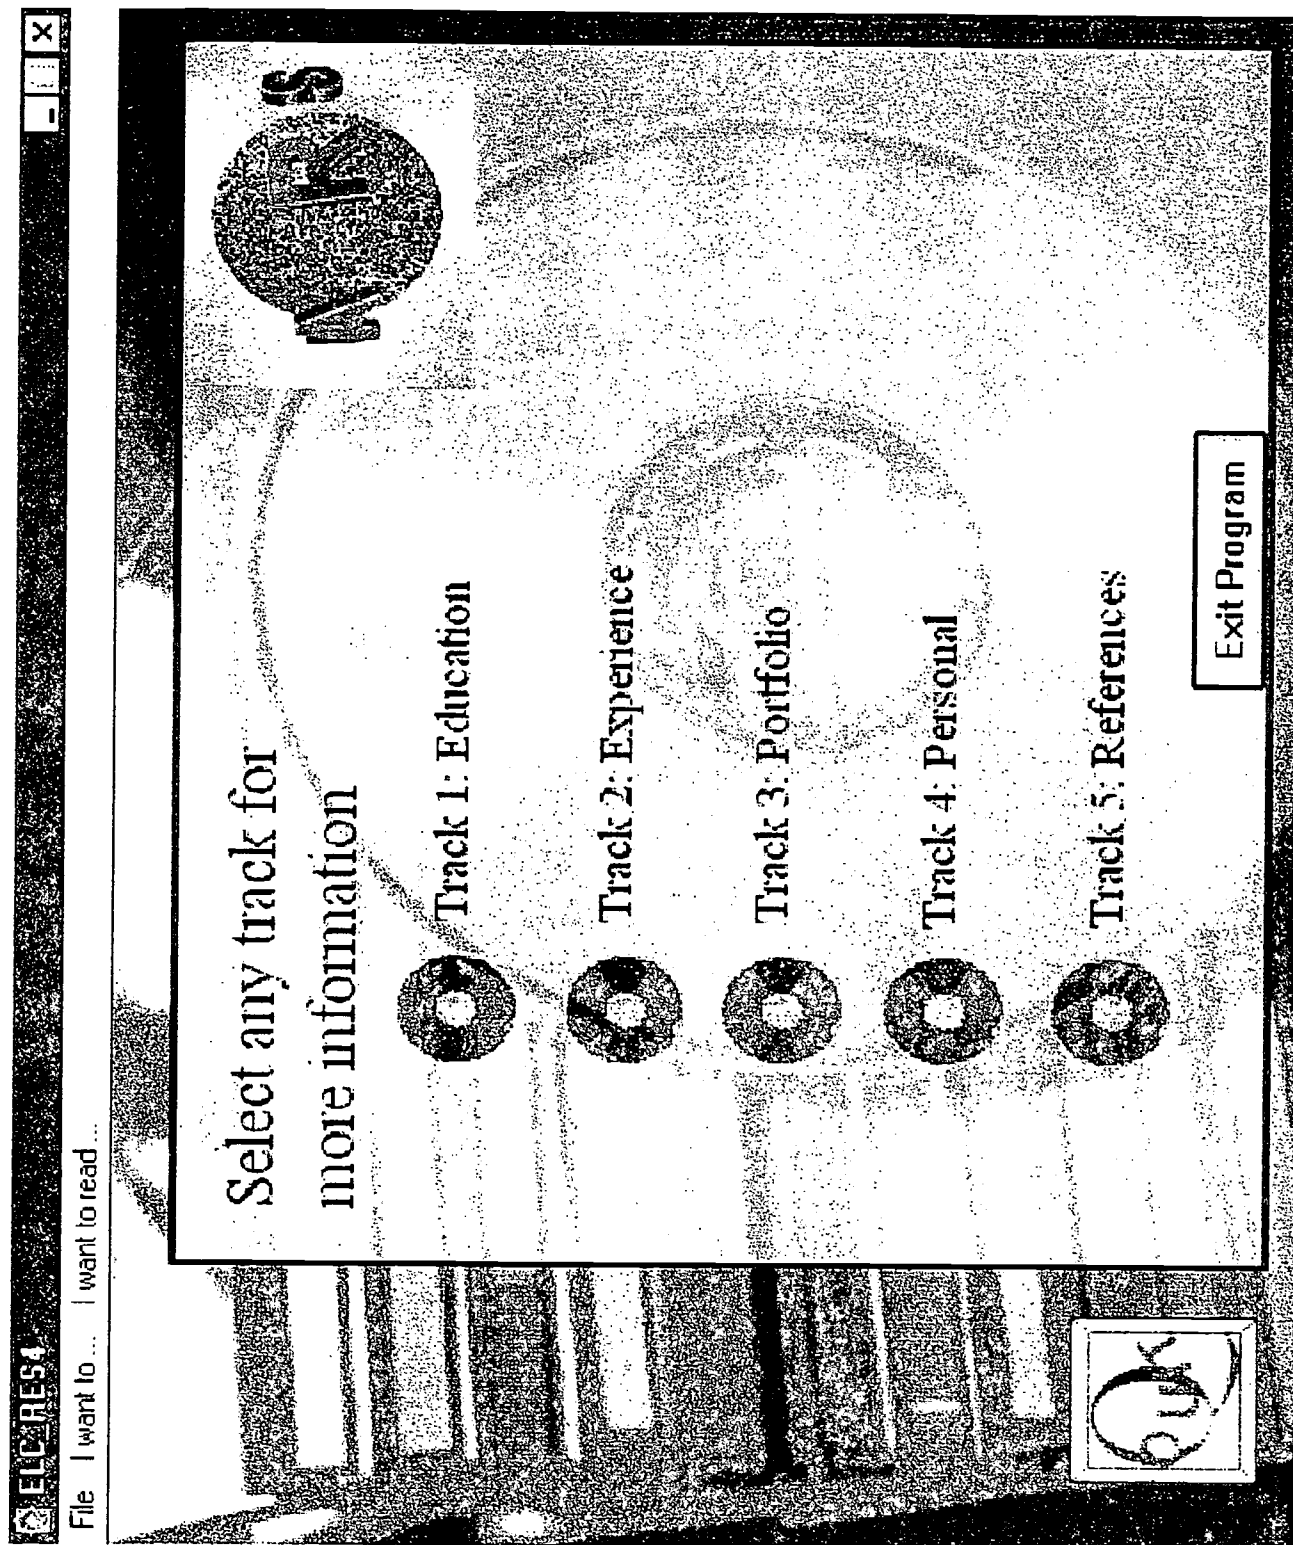 ELC_RES4
File I want to ... I want to read ...
Select any track for
more information
Track 1: Education
Track 2: Experience
Track 3: Portfolio
Track 4: Personal
Track 5: References
Exit Program